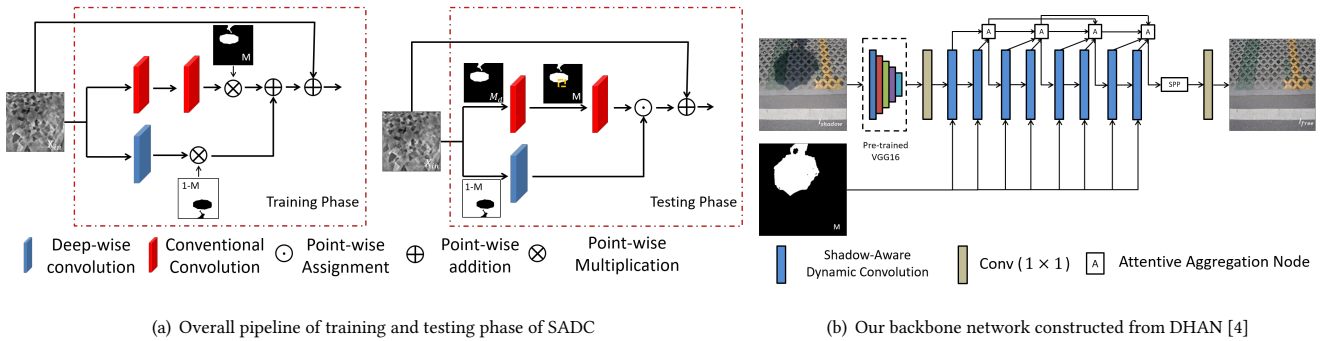 M
X_in
1-M
Training Phase
M_d
M
X_in
1-M
Testing Phase
Deep-wise
convolution
Conventional
Convolution
Point-wise
Assignment
Point-wise
addition
Point-wise
Multiplication
(a) Overall pipeline of training and testing phase of SADC
A
A
A
A
I_shadow
Pre-trained
VGG16
SPP
I_free
M
Shadow-Aware
Dynamic Convolution
Conv (1 × 1)
A
Attentive Aggregation Node
(b) Our backbone network constructed from DHAN [4]